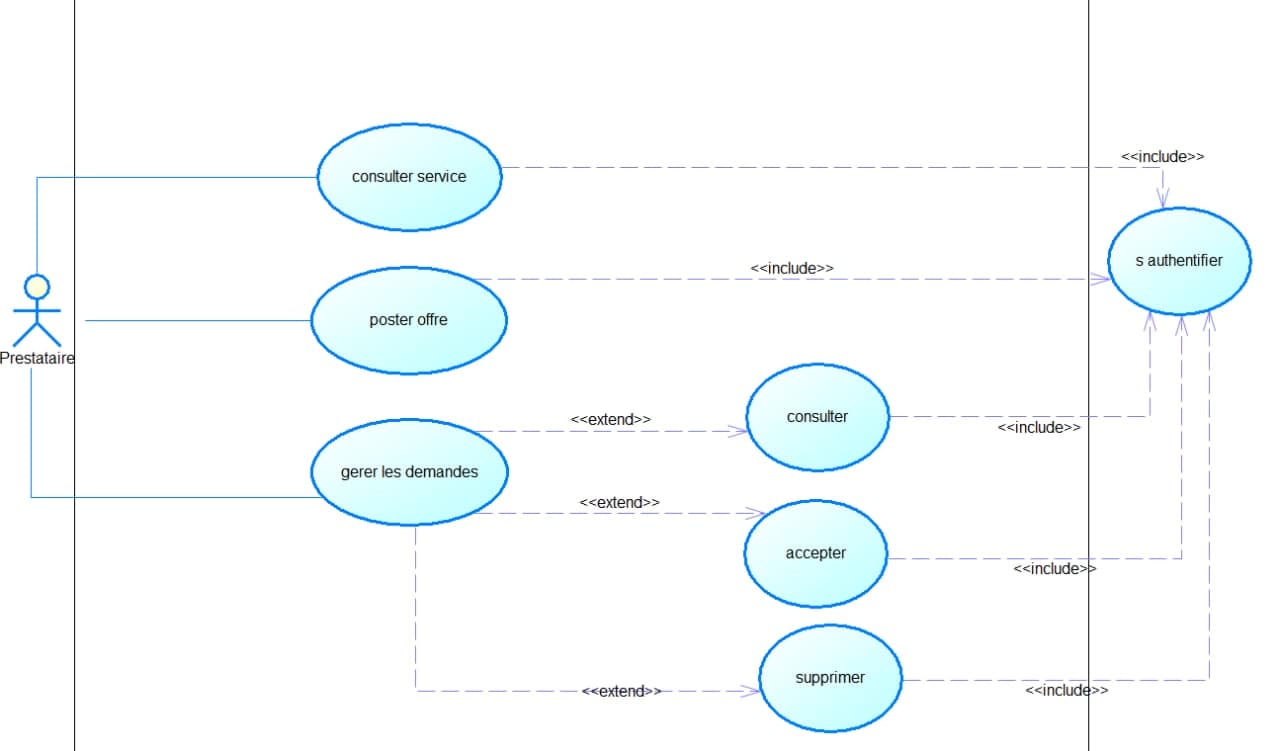 <<include>>
consulter service
s authentifier
<<include>>
poster offre
Prestataire
<<extend>>
consulter
<<include>>
gerer les demandes
<<extend>>
accepter
<<include>>
supprimer
<<extend>>
<<include>>